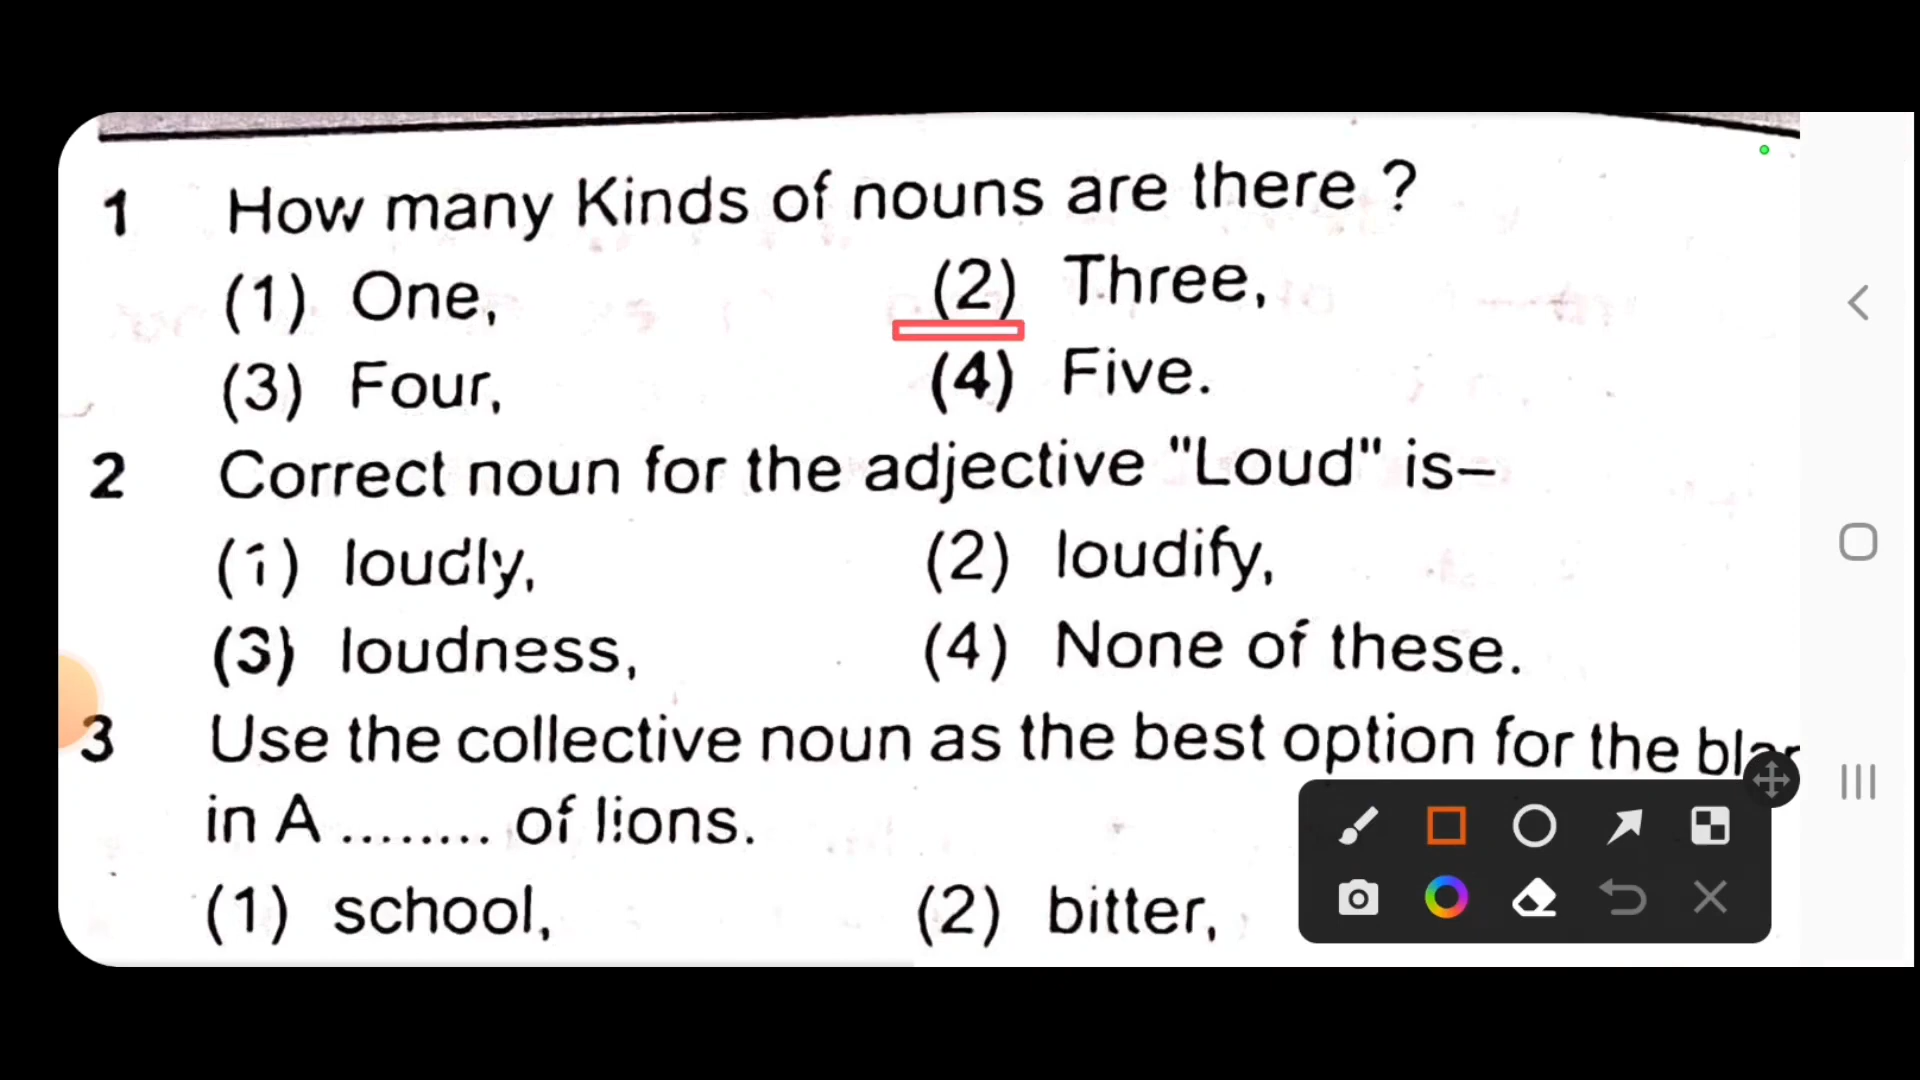 1 How many Kinds of nouns are there ?
(1) One, (2) Three,
(3) Four, (4) Five.
2 Correct noun for the adjective "Loud" is–
(1) loudly, (2) loudify,
(3) loudness, (4) None of these.
3 Use the collective noun as the best option for the
in A ........ of lions.
(1) school, (2) bitter,